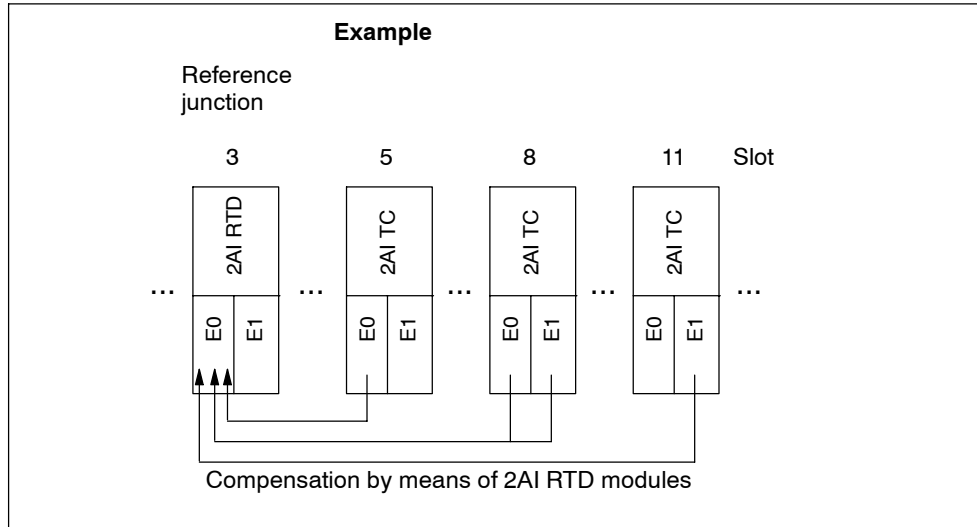 Example
Reference
junction
3 5 8 11 Slot
2AI RTD 2AI TC 2AI TC 2AI TC
... ... ... ... ...
E0 E1 E0 E1 E0 E1 E0 E1
Compensation by means of 2AI RTD modules